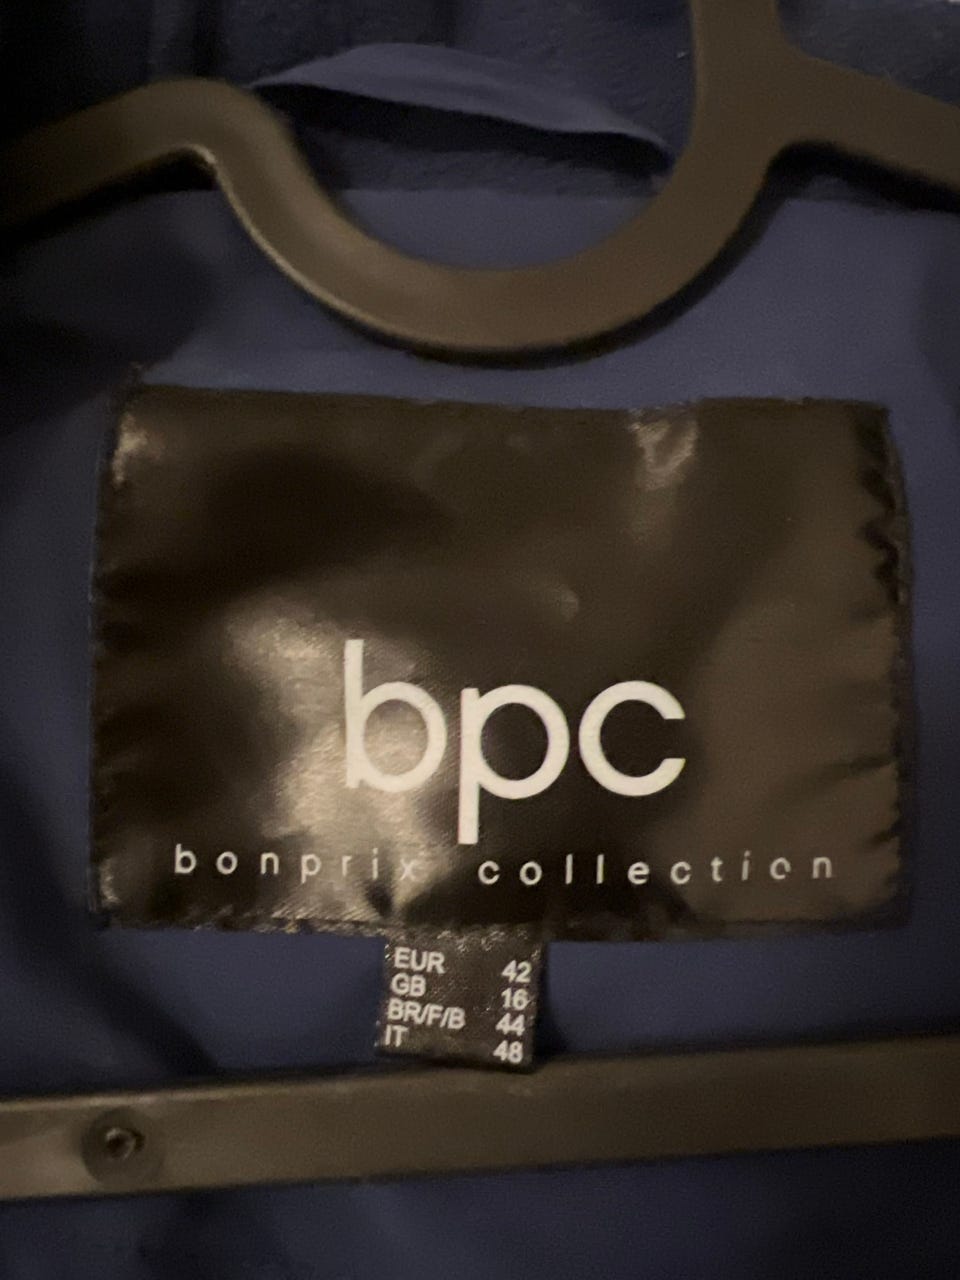 bpc
bonprix collection
EUR 42
GB 16
BR/F/B 44
IT 48